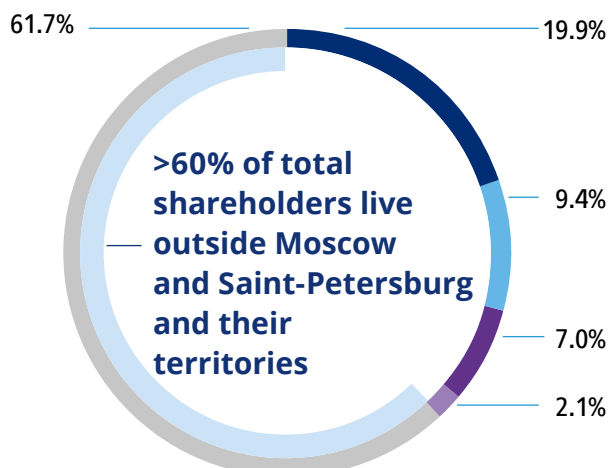 61.7%
19.9%
>60% of total
shareholders live
outside Moscow
and Saint-Petersburg
and their
territories
9.4%
7.0%
2.1%